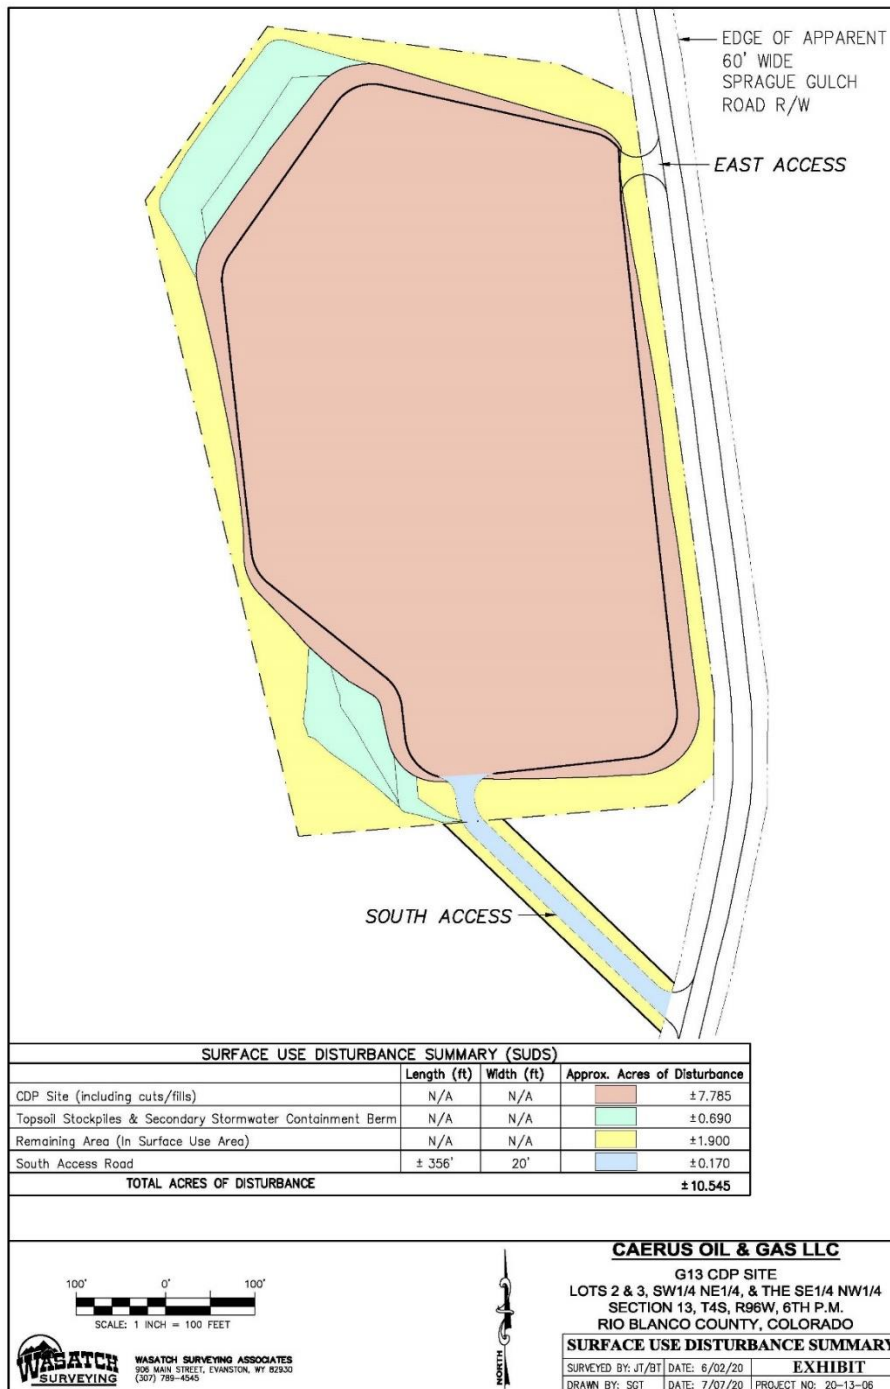 EDGE OF APPARENT
60' WIDE
SPRAGUE GULCH
ROAD R/W
EAST ACCESS
SOUTH ACCESS
SURFACE USE DISTURBANCE SUMMARY (SUDS)
Length (ft) Width (ft) Approx. Acres of Disturbance
CDP Site (including cuts/fills) N/A N/A ±7.785
Topsoil Stockpiles & Secondary Stormwater Containment Berm N/A N/A ±0.690
Remaining Area (In Surface Use Area) N/A N/A ±1.900
South Access Road ± 356' 20' ±0.170
TOTAL ACRES OF DISTURBANCE ±10.545
100' 0' 100'
SCALE: 1 INCH = 100 FEET
WASATCH
SURVEYING
WASATCH SURVEYING ASSOCIATES
906 MAIN STREET, EVANSTON, WY 82930
(307) 789-4545
NORTH
CAERUS OIL & GAS LLC
G13 CDP SITE
LOTS 2 & 3, SW1/4 NE1/4, & THE SE1/4 NW1/4
SECTION 13, T4S, R96W, 6TH P.M.
RIO BLANCO COUNTY, COLORADO
SURFACE USE DISTURBANCE SUMMARY
SURVEYED BY: JT/BT DATE: 6/02/20 EXHIBIT
DRAWN BY: SGT DATE: 7/07/20 PROJECT NO: 20-13-06